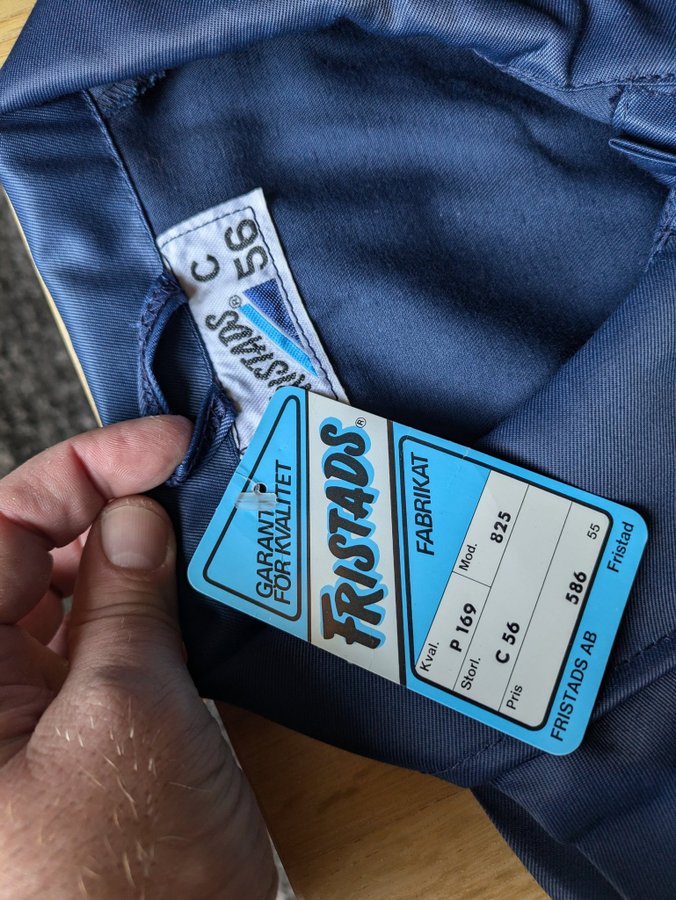 C
56
FRISTADS®
GARANTI
FÖR KVALITET
FRISTADS®
FABRIKAT
Kval. Mod.
P 169 825
Storl.
C 56
Pris
586 55
FRISTADS AB Fristad